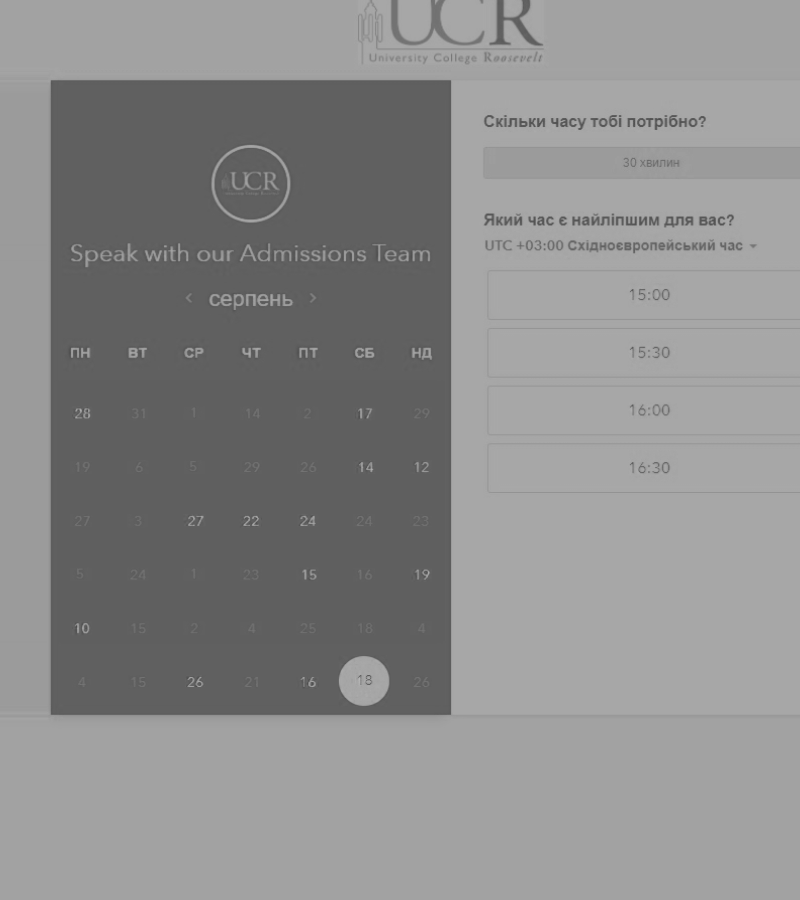 UCR
University College Roosevelt
UCR
Speak with our Admissions Team
‹ серпень ›
ПН ВТ СР ЧТ ПТ СБ НД
28 31 1 14 2 17 29
19 6 5 29 26 14 12
27 3 27 22 24 24 23
5 24 1 23 15 16 19
10 15 2 4 25 18 4
4 15 26 21 16 18 26
Скільки часу тобі потрібно?
30 хвилин
Який час є найліпшим для вас?
UTC +03:00 Східноєвропейський час
15:00
15:30
16:00
16:30